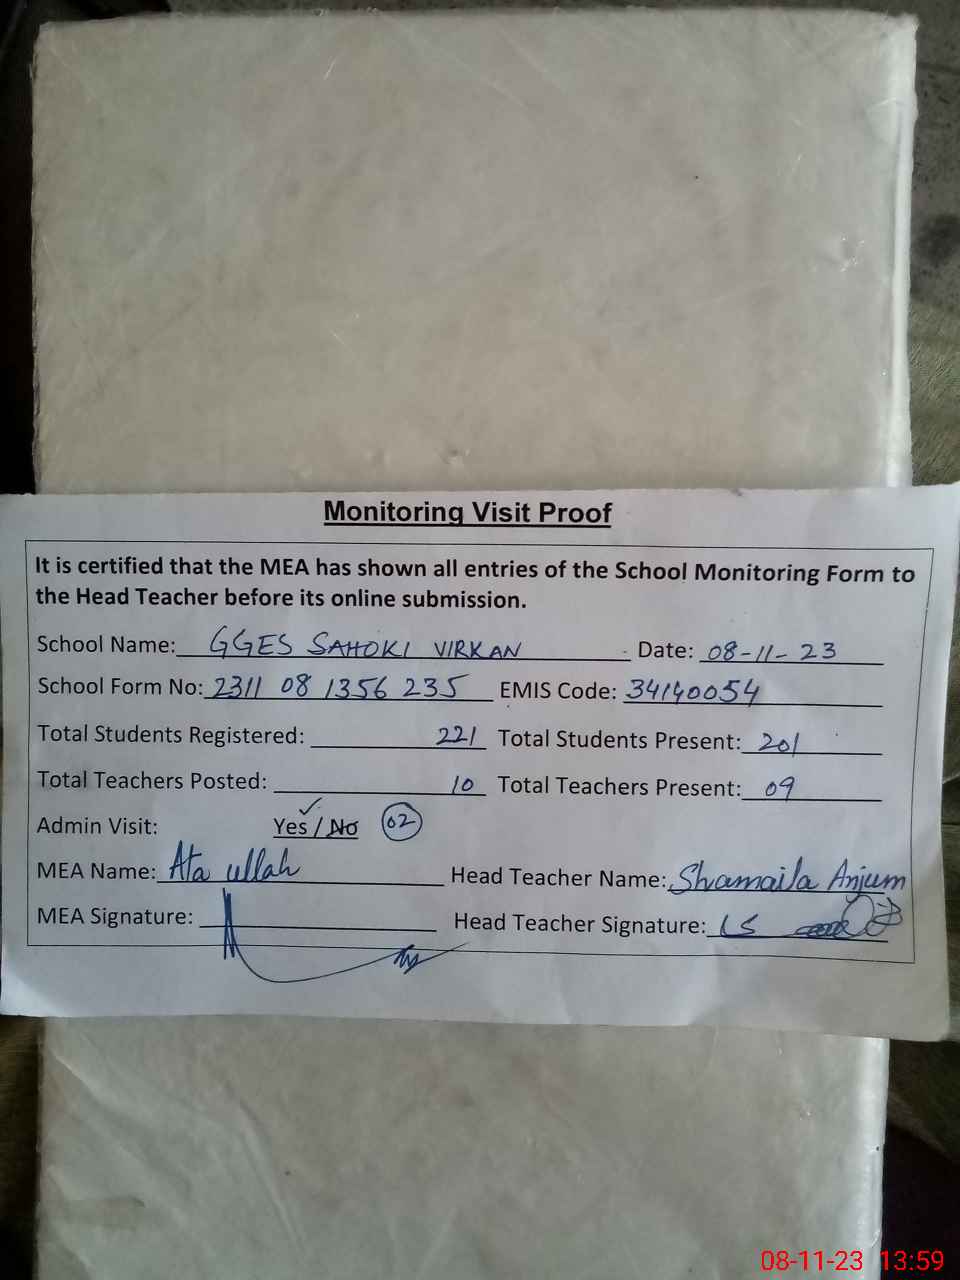 Monitoring Visit Proof
It is certified that the MEA has shown all entries of the School Monitoring Form to
the Head Teacher before its online submission.
School Name: GGES SAHOKI VIRKAN Date: 08-11-23
School Form No: 2311 08 1356 235 EMIS Code: 34140054
Total Students Registered: 221 Total Students Present: 201
Total Teachers Posted: 10 Total Teachers Present: 09
Admin Visit: Yes / No 02
MEA Name: Ata ullah Head Teacher Name: Shamaila Anjum
MEA Signature: Head Teacher Signature:
08-11-23 13:59